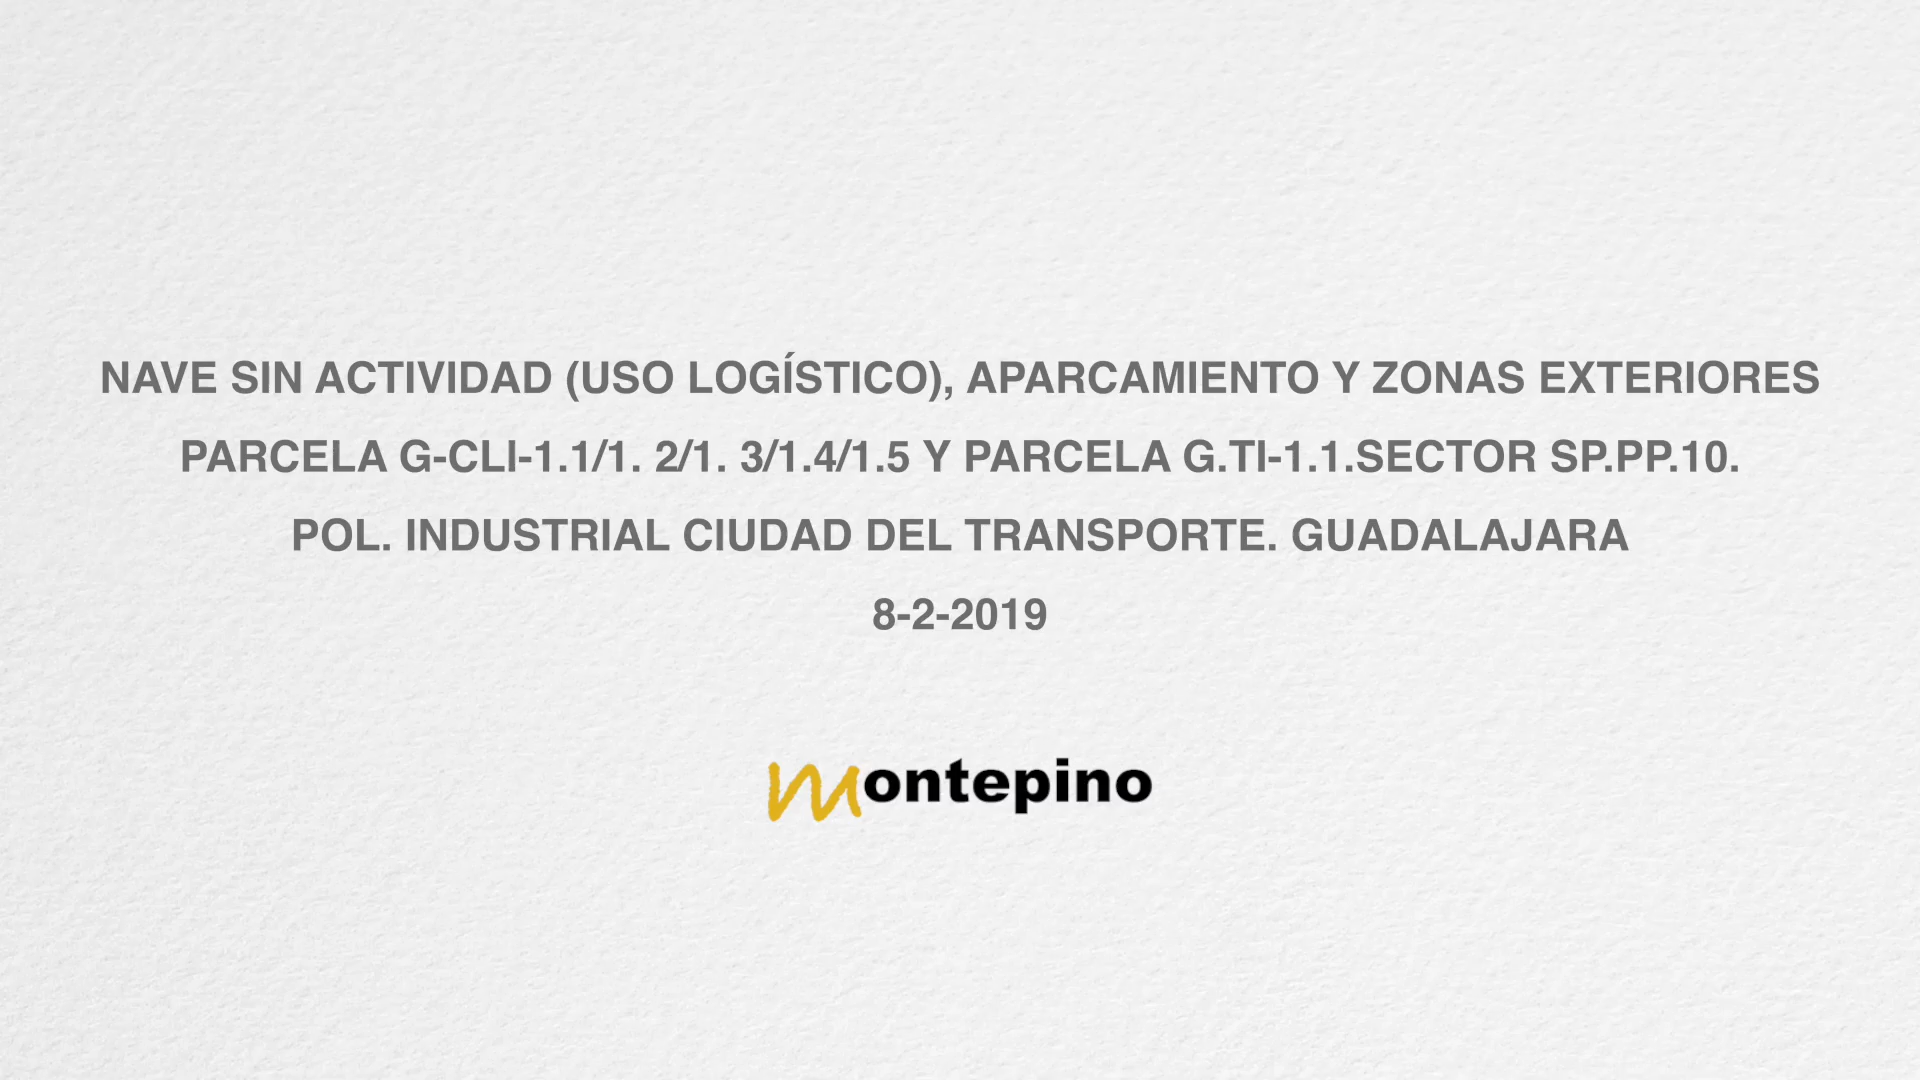 NAVE SIN ACTIVIDAD (USO LOGÍSTICO), APARCAMIENTO Y ZONAS EXTERIORES
PARCELA G-CLI-1.1/1. 2/1. 3/1.4/1.5 Y PARCELA G.TI-1.1.SECTOR SP.PP.10.
POL. INDUSTRIAL CIUDAD DEL TRANSPORTE. GUADALAJARA
8-2-2019
montepino